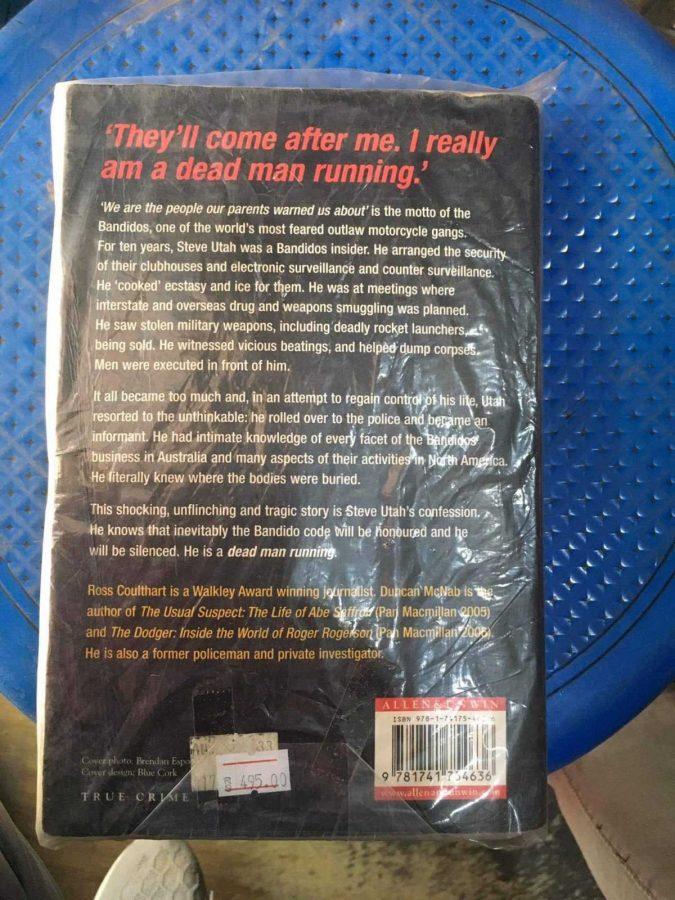 ‘They’ll come after me. I really
am a dead man running.’
‘We are the people our parents warned us about’ is the motto of the
Bandidos, one of the world’s most feared outlaw motorcycle gangs.
For ten years, Steve Utah was a Bandidos insider. He arranged the security
of their clubhouses and electronic surveillance and counter surveillance.
He ‘cooked’ ecstasy and ice for them. He was at meetings where
interstate and overseas drug and weapons smuggling was planned.
He saw stolen military weapons, including deadly rocket launchers,
being sold. He witnessed vicious beatings, and helped dump corpses.
Men were executed in front of him.
It all became too much and, in an attempt to regain control of his life, Utah
resorted to the unthinkable: he rolled over to the police and became an
informant. He had intimate knowledge of every facet of the Bandidos’
business in Australia and many aspects of their activities in North America.
He literally knew where the bodies were buried.
This shocking, unflinching and tragic story is Steve Utah’s confession.
He knows that inevitably the Bandido code will be honoured and he
will be silenced. He is a dead man running.
Ross Coulthart is a Walkley Award winning journalist. Duncan McNab is the
author of The Usual Suspect: The Life of Abe Saffron (Pan Macmillan 2005)
and The Dodger: Inside the World of Roger Rogerson (Pan Macmillan 2006).
He is also a former policeman and private investigator.
ALLEN & UNWIN
ISBN 978-1-74175-
9 781741 754636
www.allenandunwin.com
33
495.00
Cover photo: Brendan
Cover design: Blue Cork
TRUE CRIME